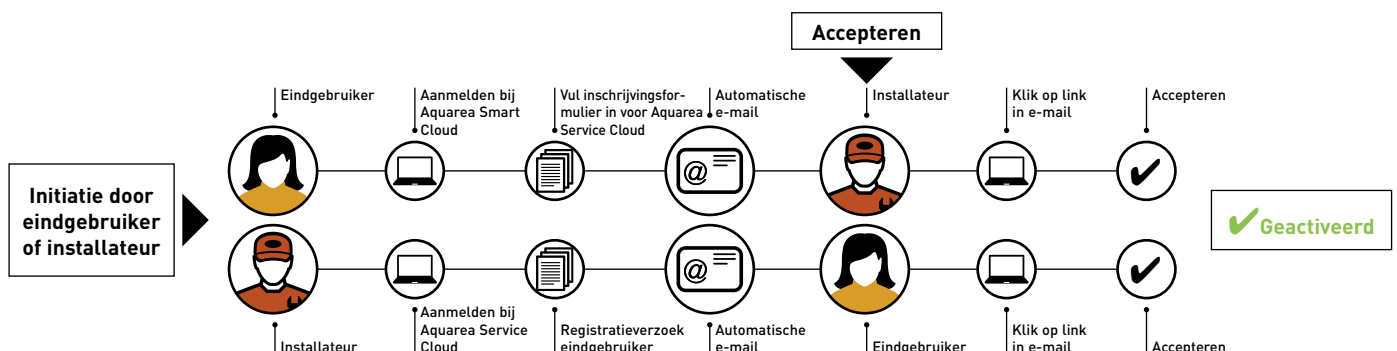 Accepteren
Eindgebruiker
Aanmelden bij
Aquarea Smart
Cloud
Vul inschrijvingsfor-
mulier in voor Aquarea
Service Cloud
Automatische
e-mail
Installateur
Klik op link
in e-mail
Accepteren
@
Initiatie door
eindgebruiker
of installateur
Geactiveerd
@
Installateur
Aanmelden bij
Aquarea Service
Cloud
Registratieverzoek
eindgebruiker
Automatische
e-mail
Eindgebruiker
Klik op link
in e-mail
Accepteren